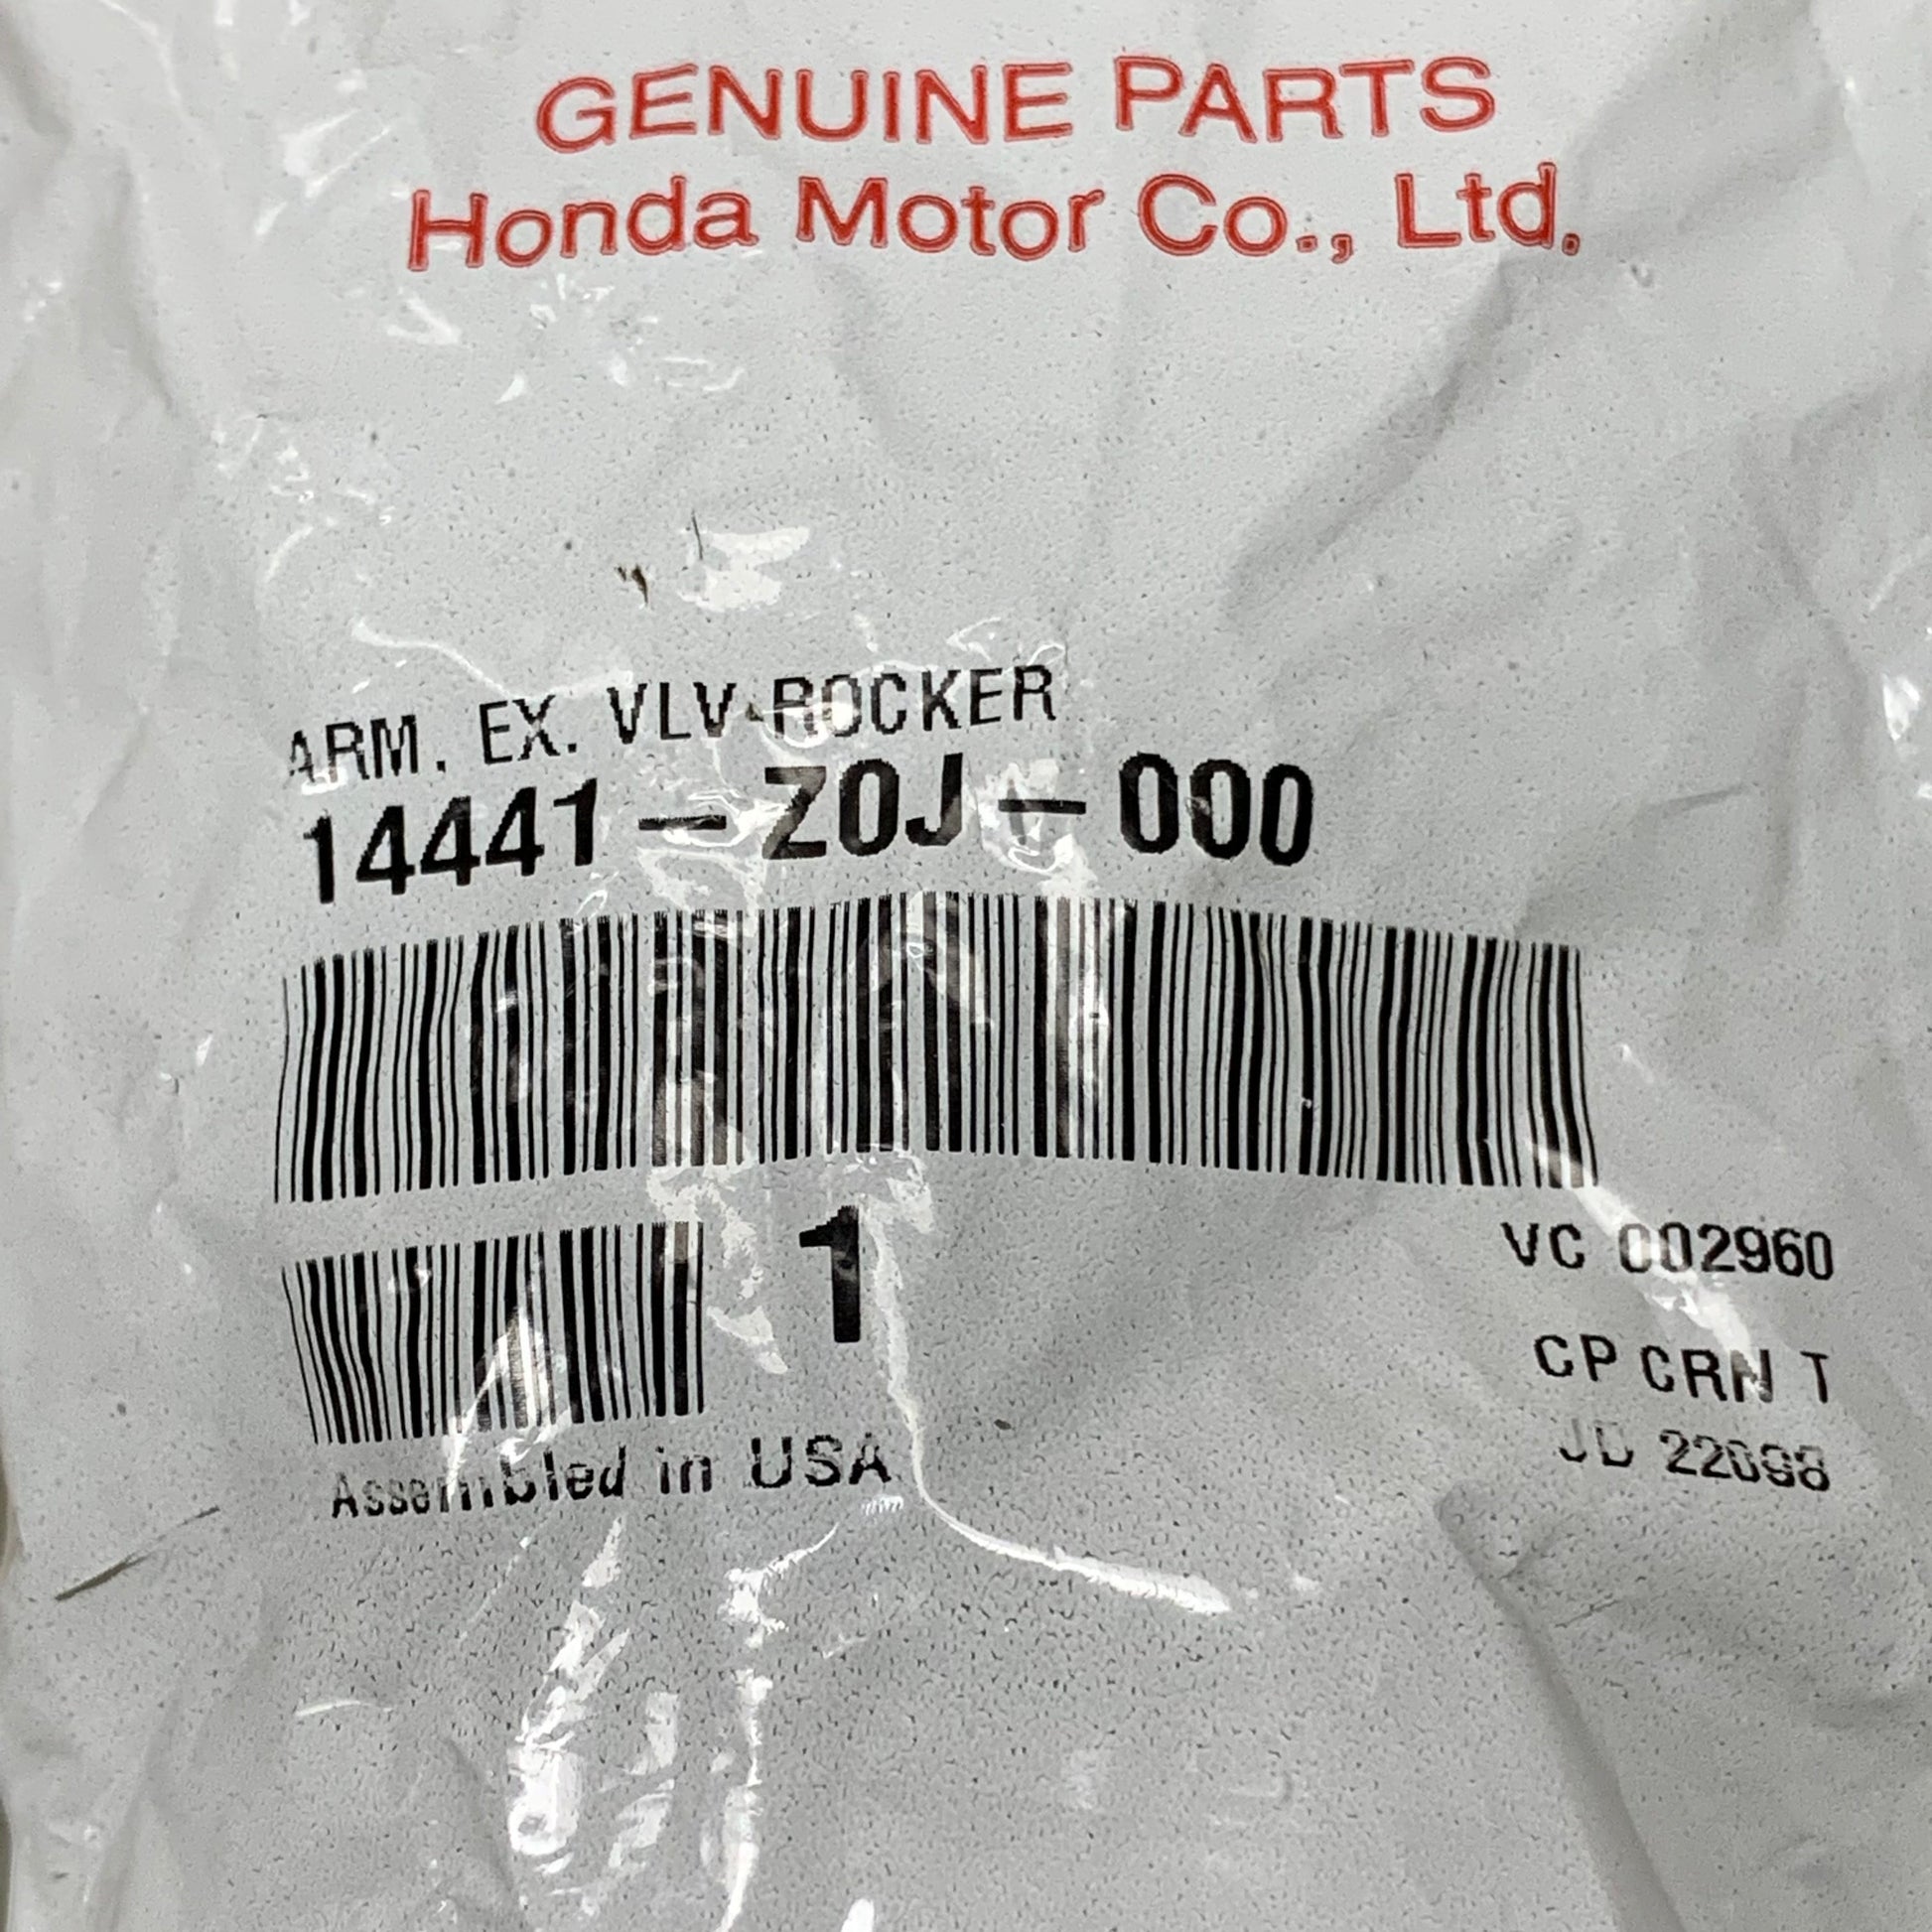 GENUINE PARTS
Honda Motor Co., Ltd.
ARM, EX. VLV ROCKER
14441-Z0J-000
1
VC 002960
CP CRN T
JD 22098
Assembled in USA